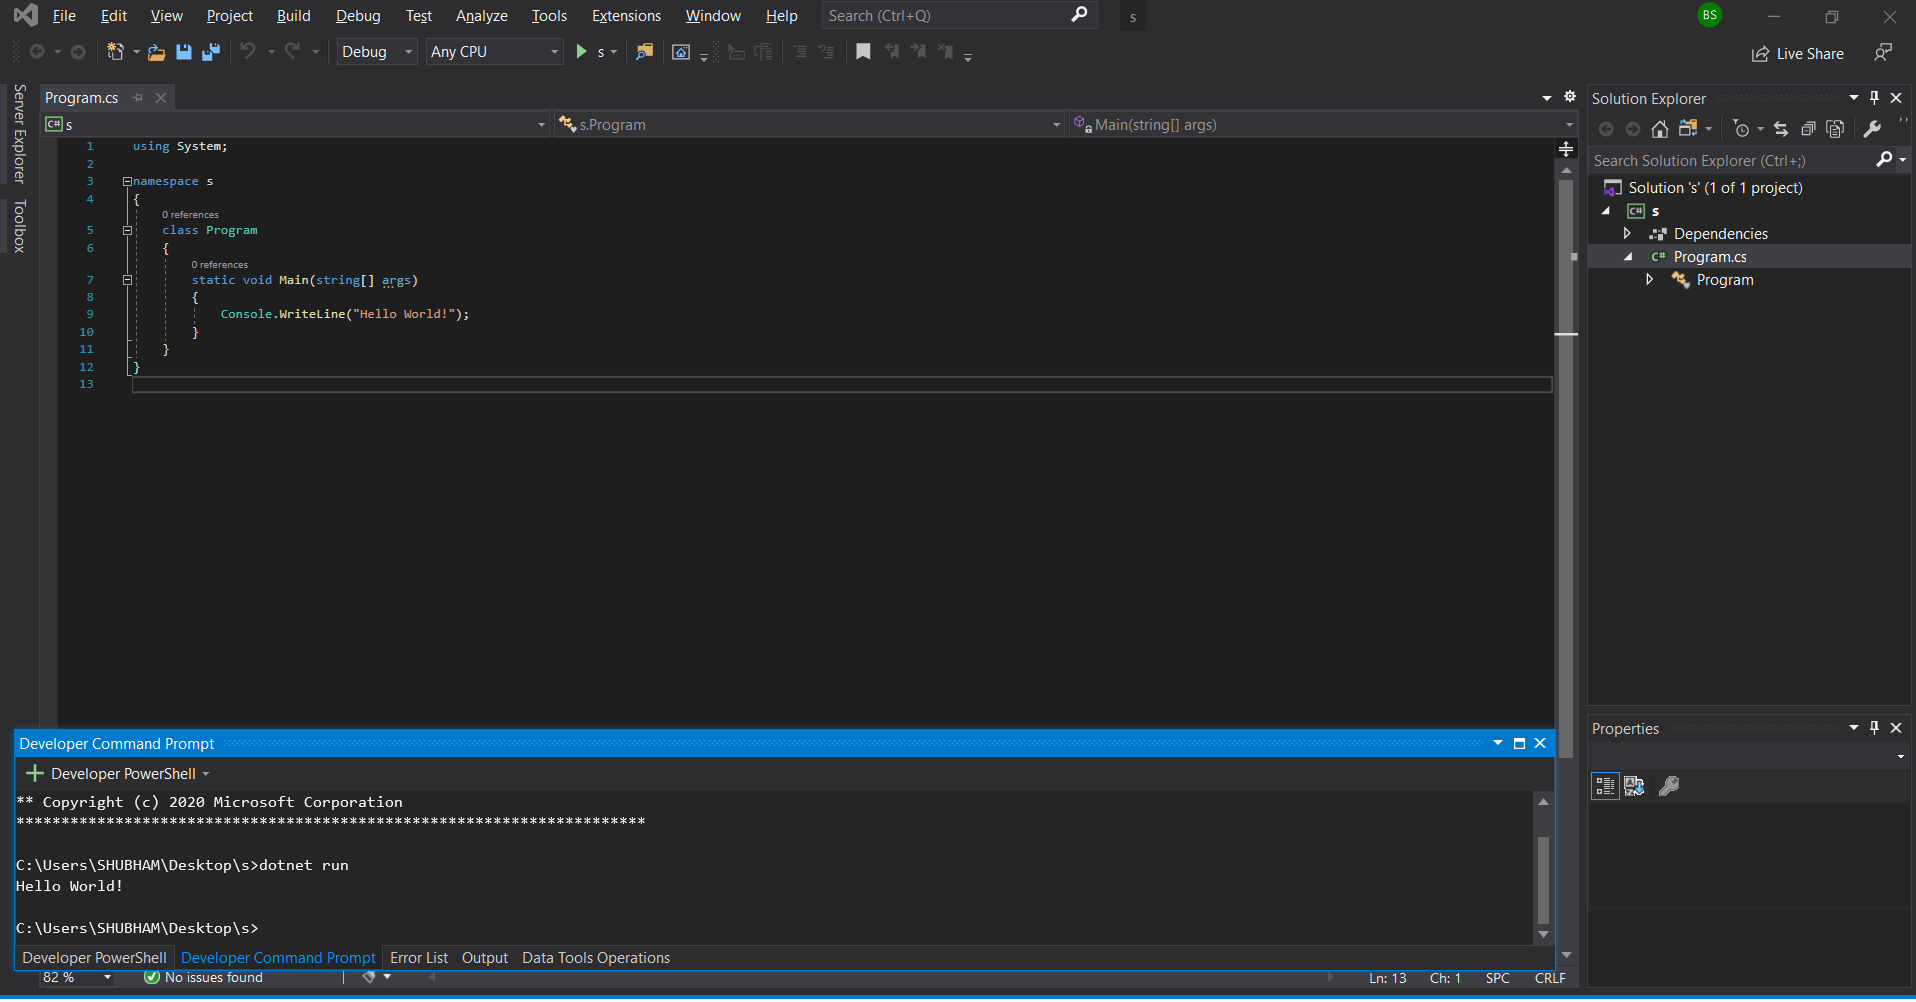 File Edit View Project Build Debug Test Analyze Tools Extensions Window Help Search (Ctrl+Q) s BS
Debug Any CPU s Live Share
Server Explorer
Toolbox
Program.cs
C# s s.Program Main(string[] args)
1 using System;
2
3 namespace s
4 {
0 references
5 class Program
6 {
0 references
7 static void Main(string[] args)
8 {
9 Console.WriteLine("Hello World!");
10 }
11 }
12 }
13
Solution Explorer
Search Solution Explorer (Ctrl+;)
Solution 's' (1 of 1 project)
C# s
Dependencies
C# Program.cs
Program
Properties
Developer Command Prompt
Developer PowerShell
** Copyright (c) 2020 Microsoft Corporation
**********************************************************************
C:\Users\SHUBHAM\Desktop\s>dotnet run
Hello World!
C:\Users\SHUBHAM\Desktop\s>
Developer PowerShell Developer Command Prompt Error List Output Data Tools Operations
82 % No issues found Ln: 13 Ch: 1 SPC CRLF